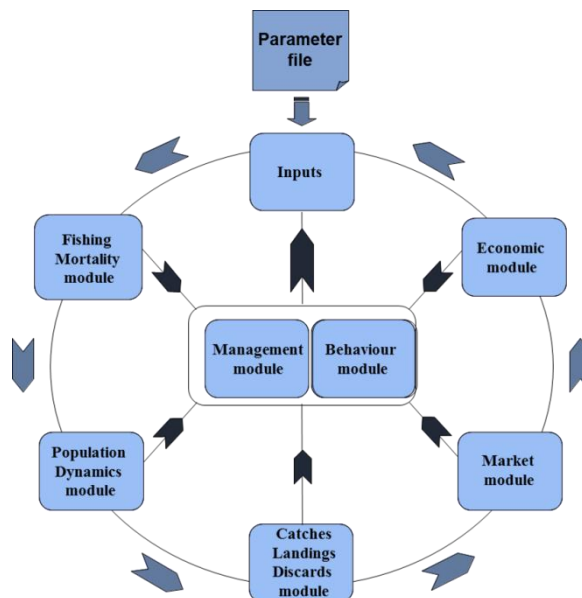 Parameter
file
Inputs
Fishing
Mortality
module
Economic
module
Management
module
Behaviour
module
Population
Dynamics
module
Market
module
Catches
Landings
Discards
module